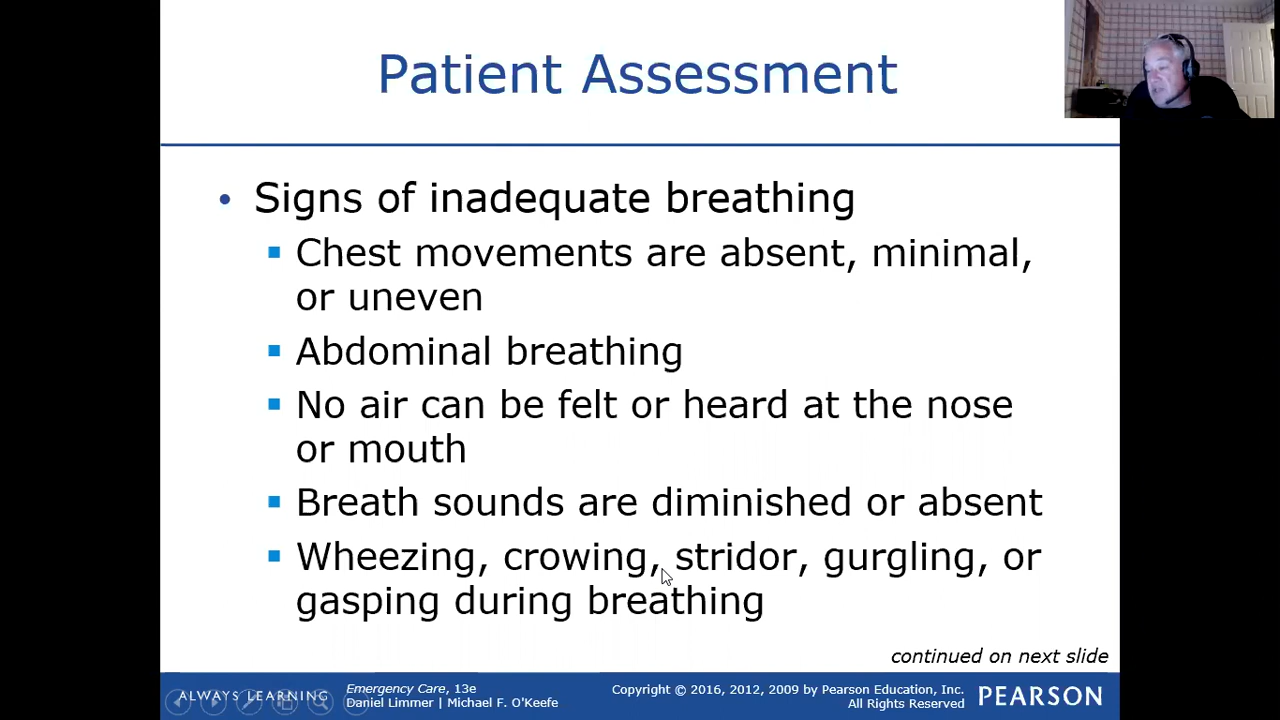 Patient Assessment
• Signs of inadequate breathing
▪ Chest movements are absent, minimal,
or uneven
▪ Abdominal breathing
▪ No air can be felt or heard at the nose
or mouth
▪ Breath sounds are diminished or absent
▪ Wheezing, crowing, stridor, gurgling, or
gasping during breathing
continued on next slide
ALWAYS LEARNING
Emergency Care, 13e
Daniel Limmer | Michael F. O'Keefe
Copyright © 2016, 2012, 2009 by Pearson Education, Inc.
All Rights Reserved
PEARSON